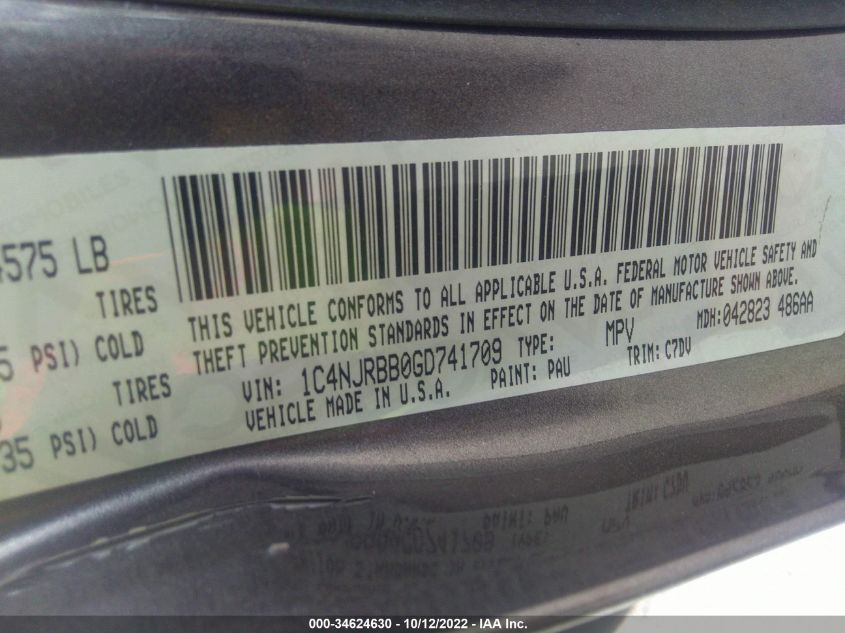 4575 LB
TIRES
5 PSI) COLD
TIRES
35 PSI) COLD
THIS VEHICLE CONFORMS TO ALL APPLICABLE U.S.A. FEDERAL MOTOR VEHICLE SAFETY AND
THEFT PREVENTION STANDARDS IN EFFECT ON THE DATE OF MANUFACTURE SHOWN ABOVE.
VIN: 1C4NJRBB0GD741709 TYPE: MPV MDH:042823 486AA
VEHICLE MADE IN U.S.A. PAINT: PAU TRIM: C7DV
000-34624630 - 10/12/2022 - IAA Inc.